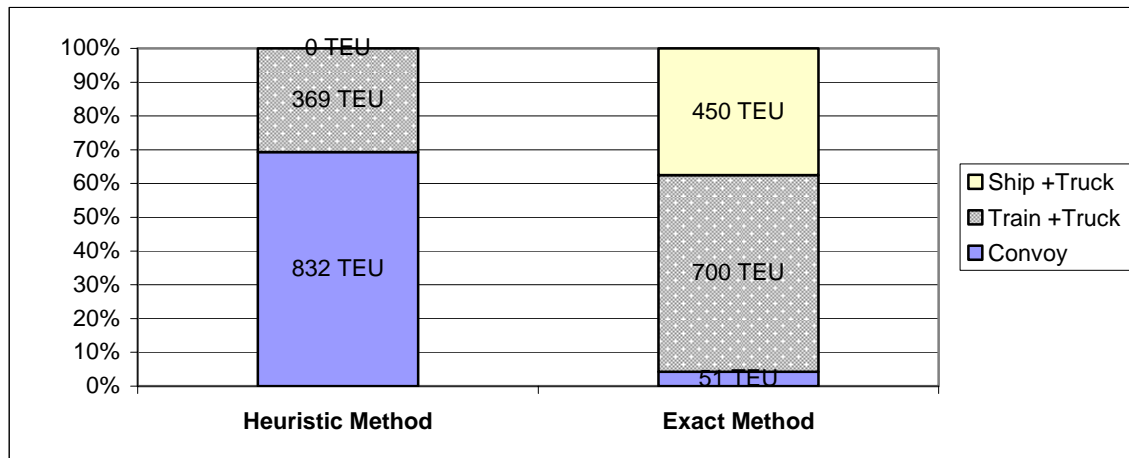 100%
90%
80%
70%
60%
50%
40%
30%
20%
10%
0%
0 TEU
369 TEU
832 TEU
450 TEU
700 TEU
51 TEU
Heuristic Method
Exact Method
Ship +Truck
Train +Truck
Convoy